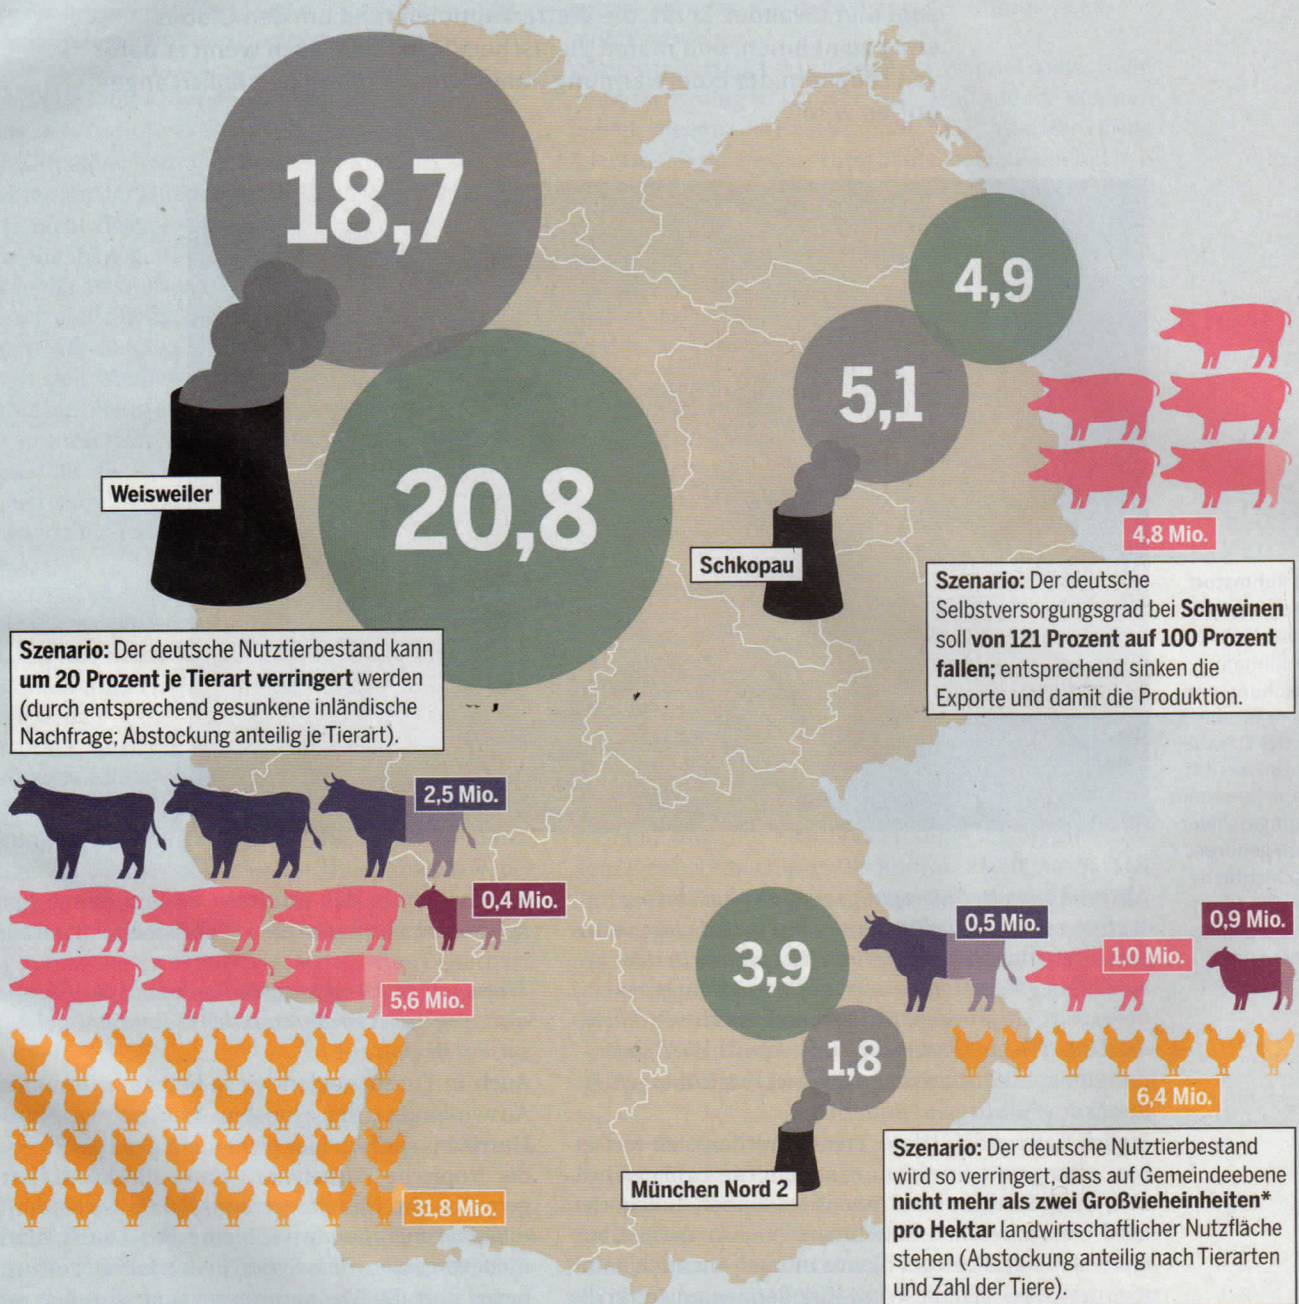 18,7
4,9
5,1
20,8
Weisweiler
Schkopau
4,8 Mio.
Szenario: Der deutsche
Selbstversorgungsgrad bei Schweinen
soll von 121 Prozent auf 100 Prozent
fallen; entsprechend sinken die
Exporte und damit die Produktion.
Szenario: Der deutsche Nutztierbestand kann
um 20 Prozent je Tierart verringert werden
(durch entsprechend gesunkene inländische
Nachfrage; Abstockung anteilig je Tierart).
2,5 Mio.
0,4 Mio.
5,6 Mio.
31,8 Mio.
3,9
1,8
München Nord 2
0,5 Mio.
1,0 Mio.
0,9 Mio.
6,4 Mio.
Szenario: Der deutsche Nutztierbestand
wird so verringert, dass auf Gemeindeebene
nicht mehr als zwei Großvieheinheiten*
pro Hektar landwirtschaftlicher Nutzfläche
stehen (Abstockung anteilig nach Tierarten
und Zahl der Tiere).